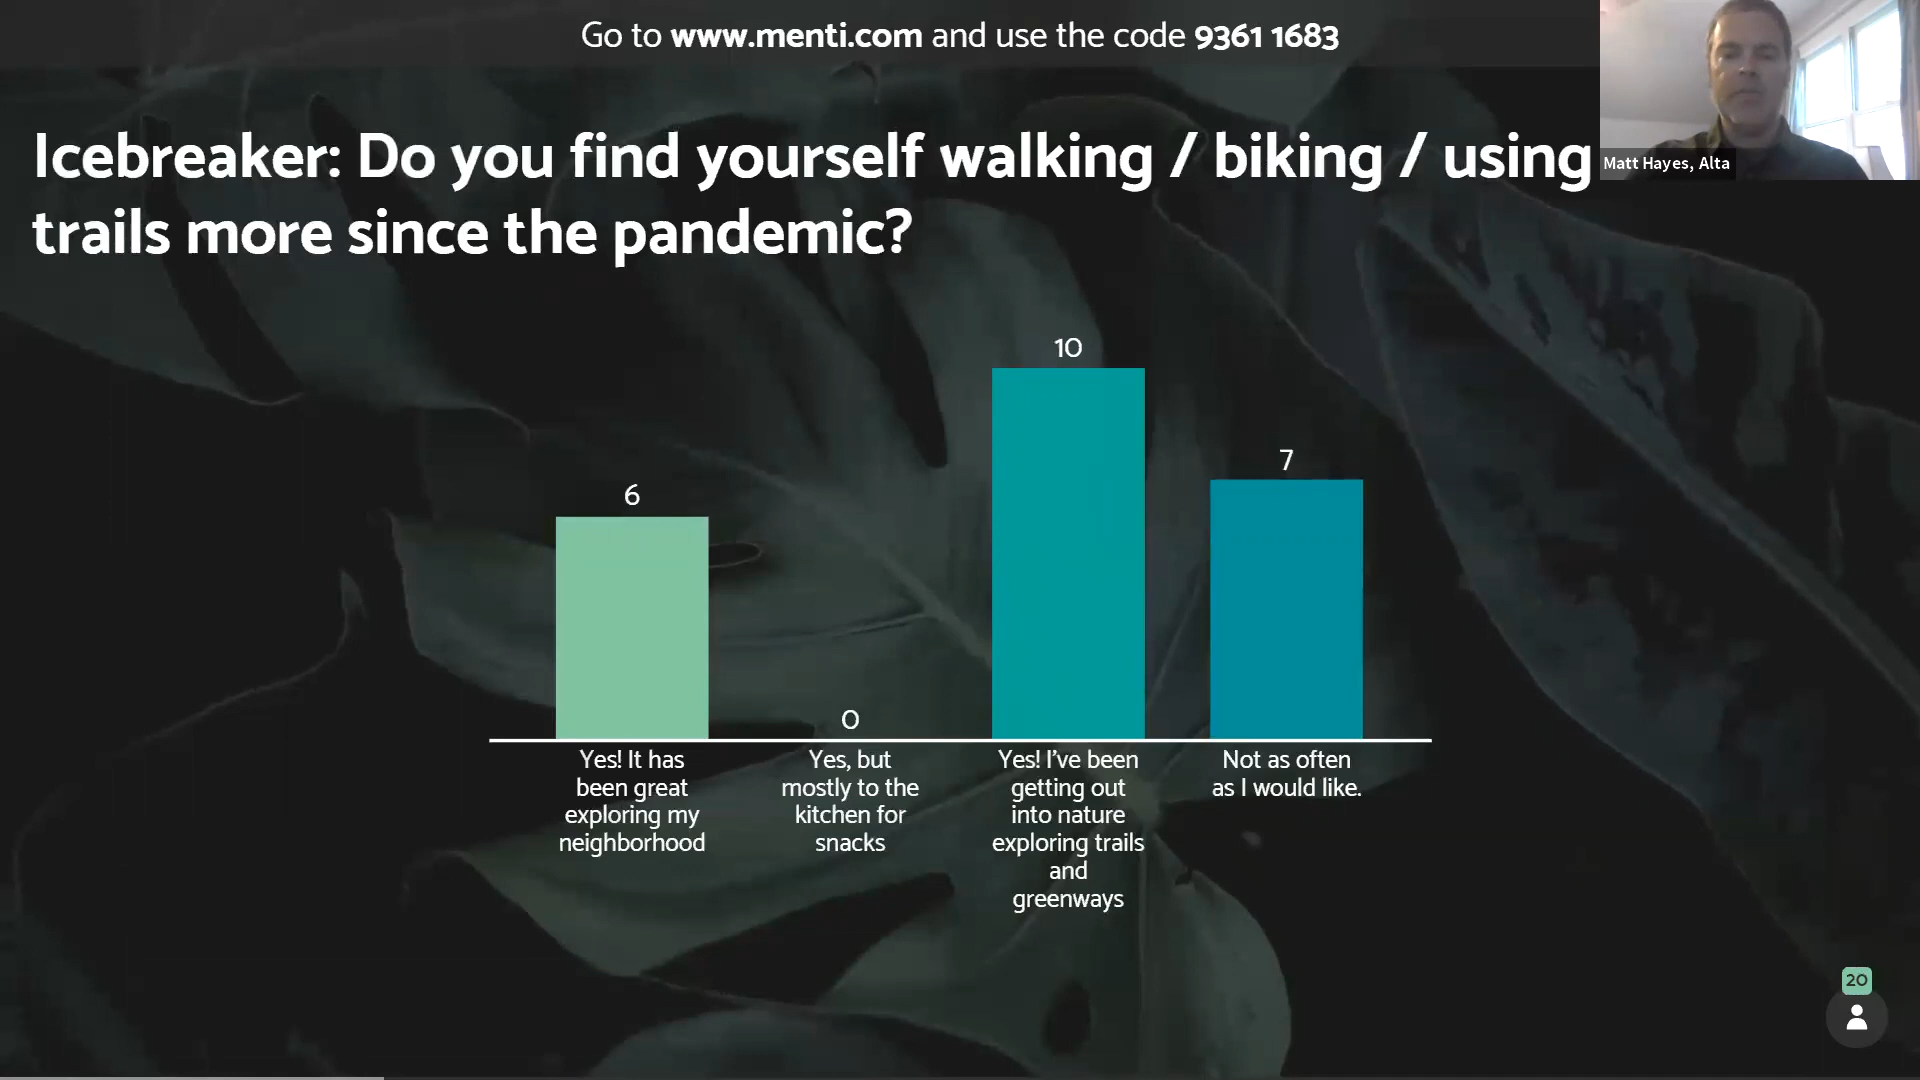 Go to www.menti.com and use the code 9361 1683
Matt Hayes, Alta
Icebreaker: Do you find yourself walking / biking / using
trails more since the pandemic?
6
0
10
7
Yes! It has
been great
exploring my
neighborhood
Yes, but
mostly to the
kitchen for
snacks
Yes! I've been
getting out
into nature
exploring trails
and
greenways
Not as often
as I would like.
20